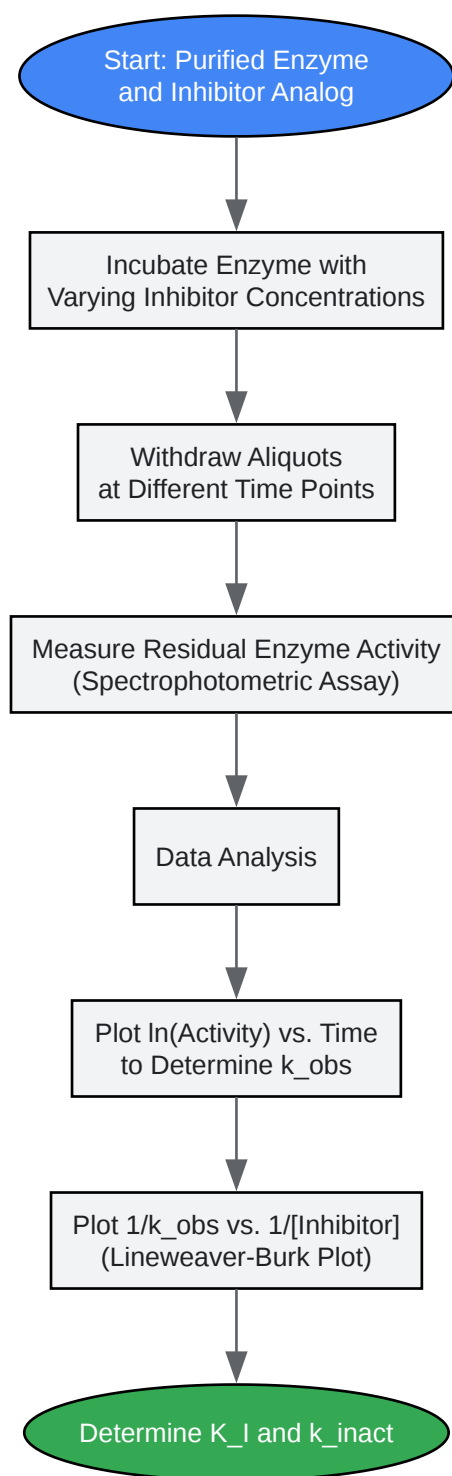 Start: Purified Enzyme
and Inhibitor Analog
Incubate Enzyme with
Varying Inhibitor Concentrations
Withdraw Aliquots
at Different Time Points
Measure Residual Enzyme Activity
(Spectrophotometric Assay)
Data Analysis
Plot ln(Activity) vs. Time
to Determine k_obs
Plot 1/k_obs vs. 1/[Inhibitor]
(Lineweaver-Burk Plot)
Determine K_I and k_inact